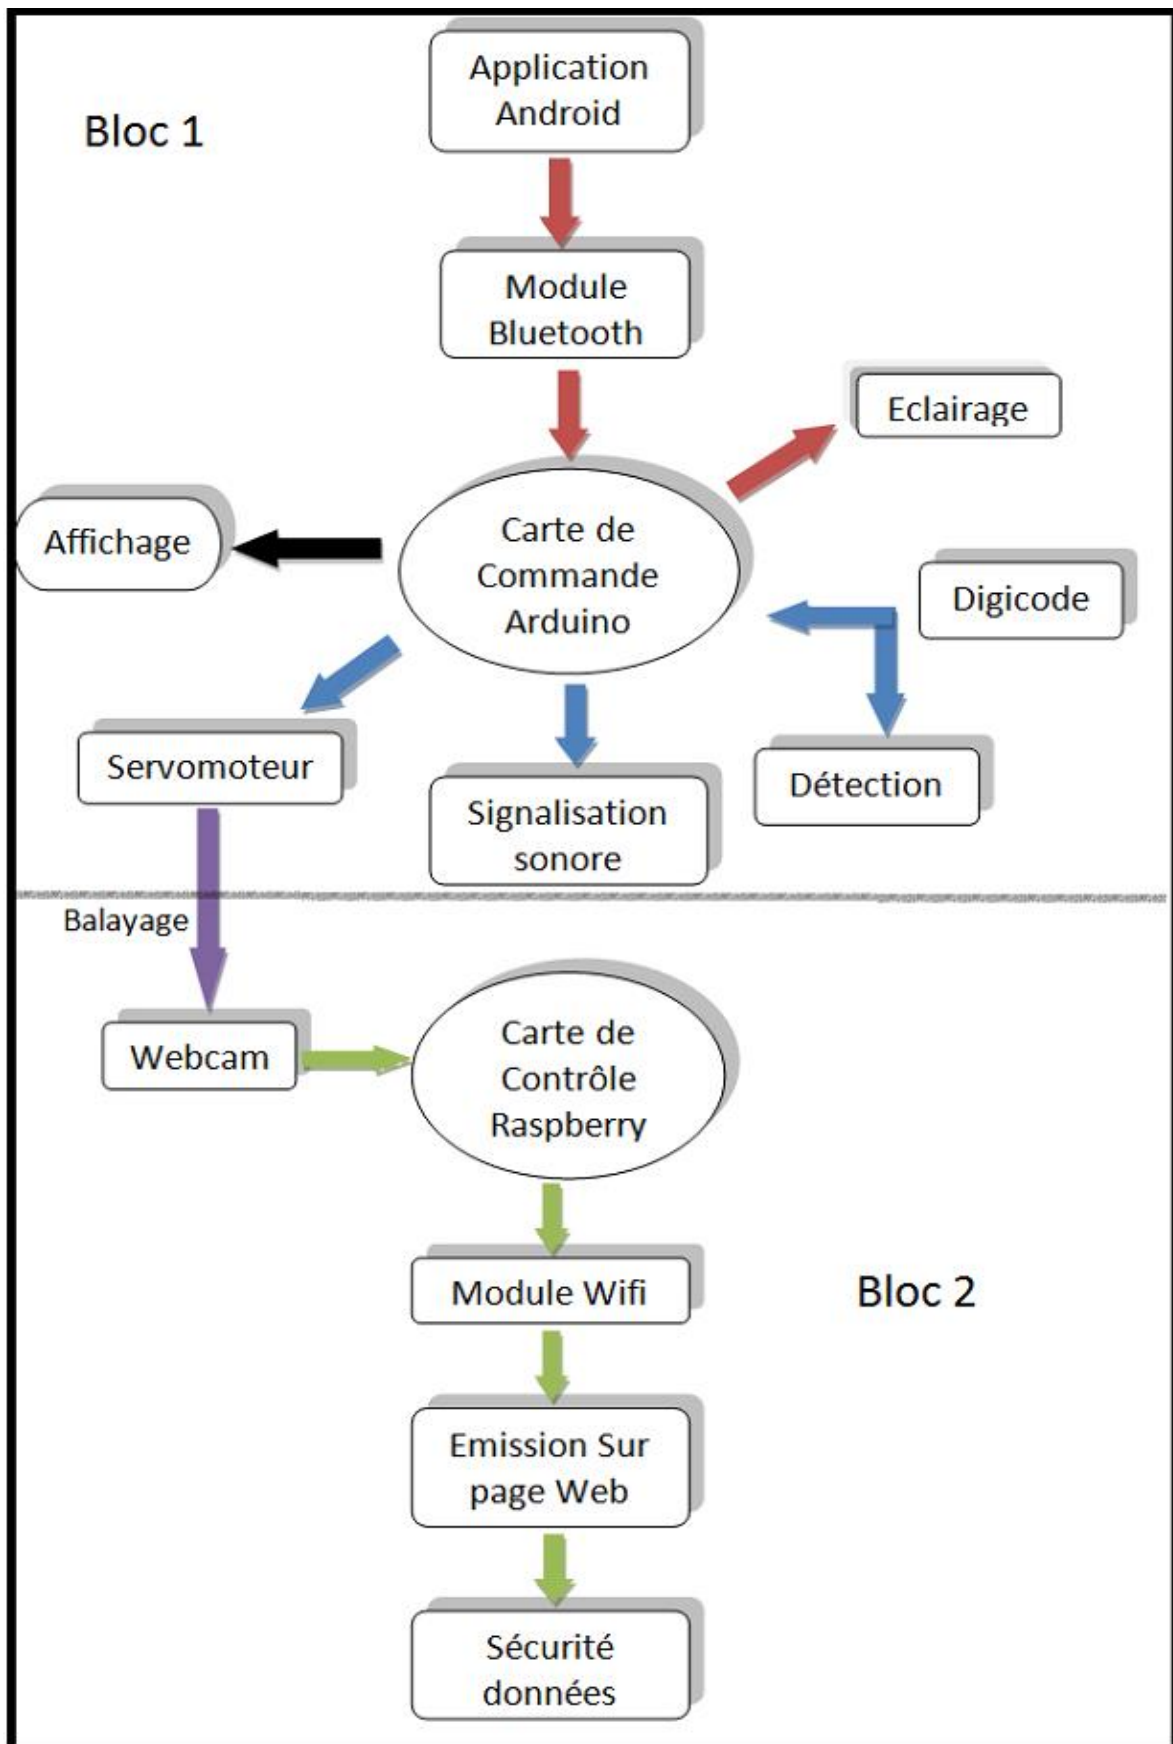 Application
Android
Bloc 1
Module
Bluetooth
Eclairage
Affichage
Carte de
Commande
Arduino
Digicode
Servomoteur
Signalisation
sonore
Détection
Balayage
Webcam
Carte de
Contrôle
Raspberry
Module Wifi
Bloc 2
Emission Sur
page Web
Sécurité
données